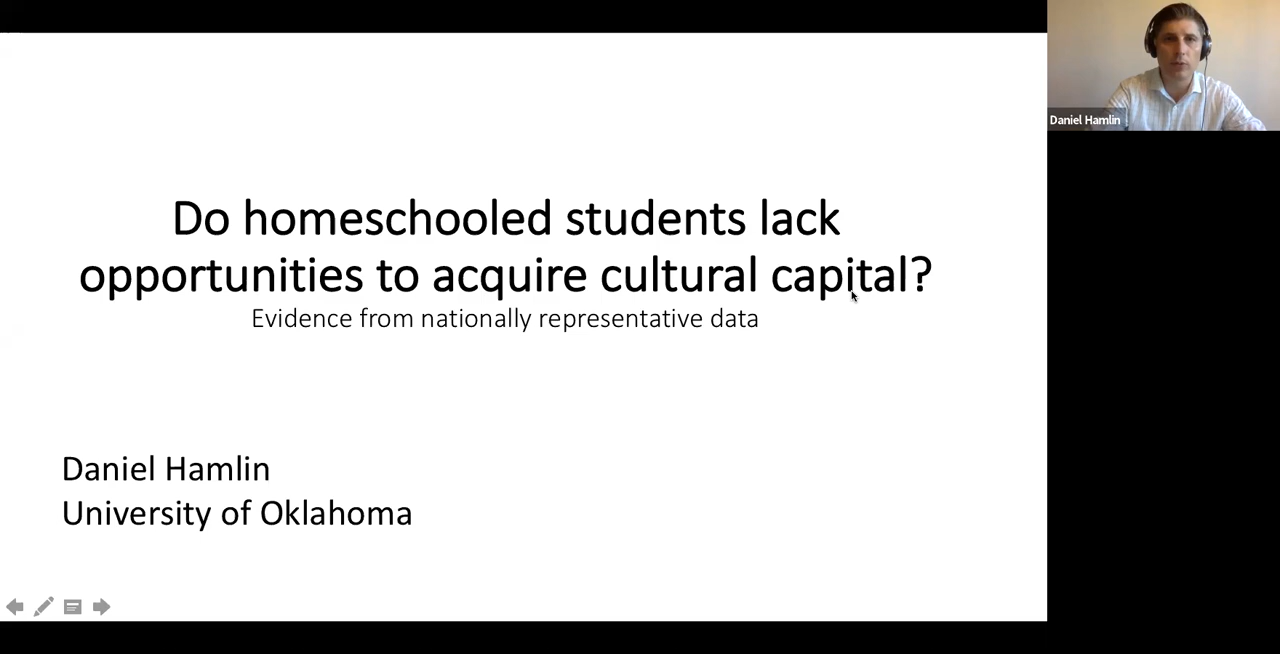 Do homeschooled students lack
opportunities to acquire cultural capital?
Evidence from nationally representative data
Daniel Hamlin
University of Oklahoma
Daniel Hamlin